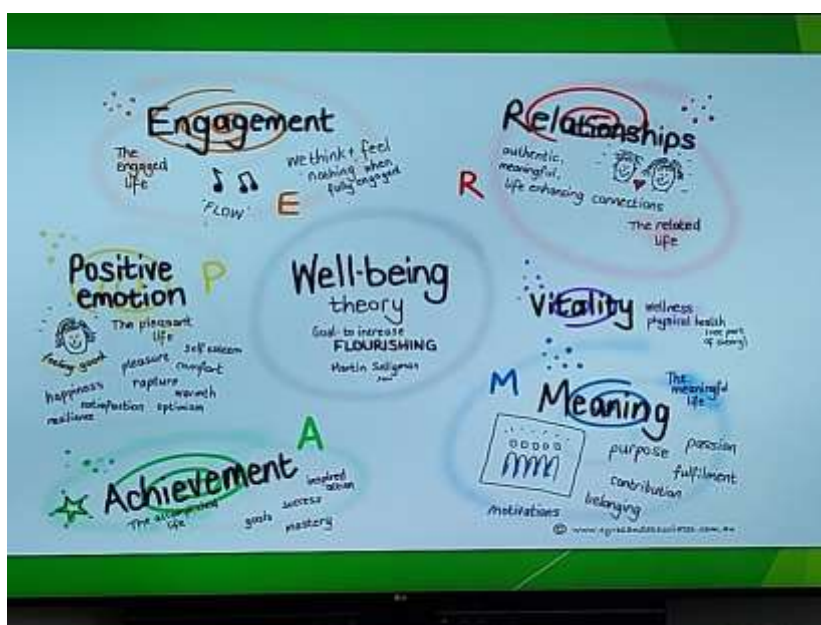 Engagement
The
Engaged
life
'FLOW'
We think + feel
nothing when
fully engaged
E
Relationships
authentic,
meaningful,
life enhancing connections
R
The related
life
Positive
emotion
P
The pleasant
life
feeling good
pleasure
self esteem
comfort
happiness
rapture
warmth
satisfaction
optimism
resilience
Well-being
theory
Goal-to increase
FLOURISHING
Martin Seligman
Vitality
wellness
physical health
(not part
of theory)
M
Meaning
The
meaningful
life
purpose
passion
fulfilment
contribution
belonging
motivations
A
Achievement
The accomplished
life
inspired
action
goals
success
mastery
LG